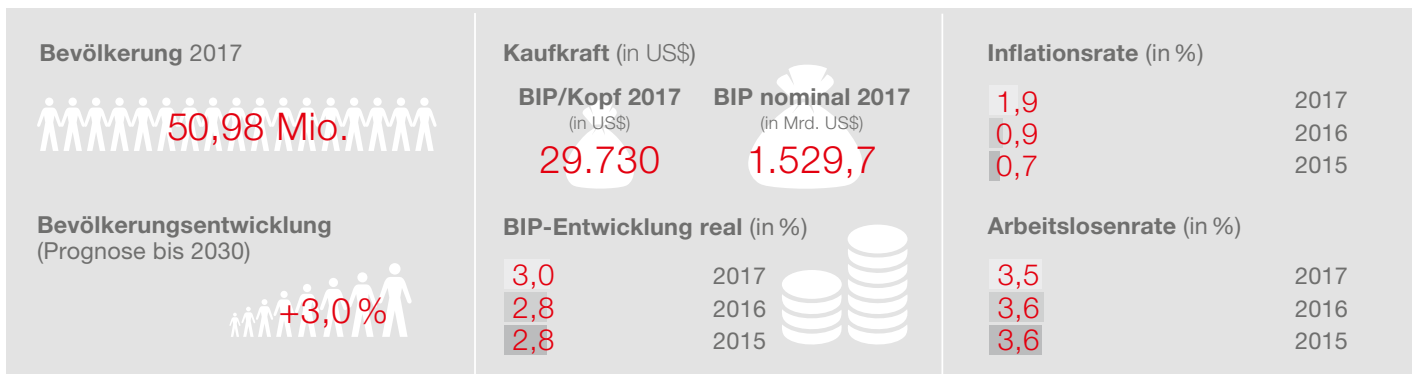 Bevölkerung 2017
50,98 Mio.
Bevölkerungsentwicklung
(Prognose bis 2030)
+3,0 %
Kaufkraft (in US$)
BIP/Kopf 2017
(in US$)
29.730
BIP nominal 2017
(in Mrd. US$)
1.529,7
BIP-Entwicklung real (in %)
3,0 2017
2,8 2016
2,8 2015
Inflationsrate (in %)
1,9 2017
0,9 2016
0,7 2015
Arbeitslosenrate (in %)
3,5 2017
3,6 2016
3,6 2015